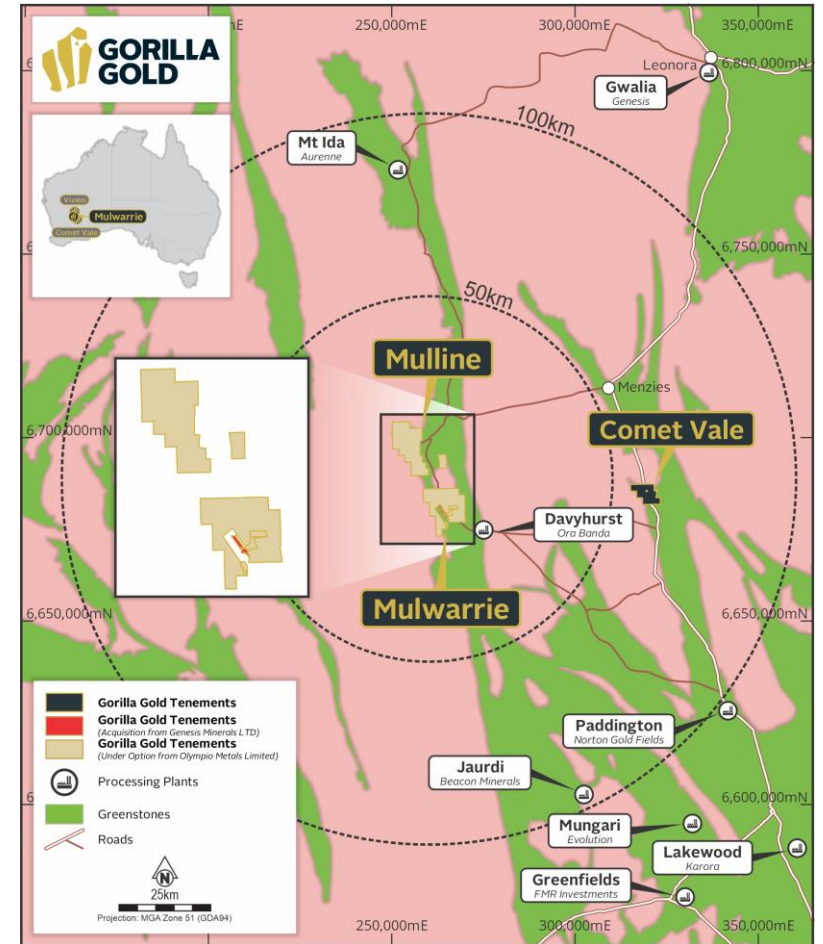 GORILLA
GOLD
mE
250,000mE
300,000mE
350,000mE
Leonora
6,800,000mN
Gwalia
Genesis
100km
Mt Ida
Aurenne
Vivien
Mulwarrie
Comet Vale
6,750,000mN
50km
Mulline
Menzies
6,700,000mN
Comet Vale
Davyhurst
Ora Banda
Mulwarrie
6,650,000mN
6,650,000mN
Gorilla Gold Tenements
Gorilla Gold Tenements
(Acquisition from Genesis Minerals LTD)
Gorilla Gold Tenements
(Under Option from Olympio Metals Limited)
Processing Plants
Greenstones
Roads
N
25km
Projection: MGA Zone 51 (GDA94)
Paddington
Norton Gold Fields
Jaurdi
Beacon Minerals
6,600,000mN
Mungari
Evolution
Lakewood
Karora
Greenfields
FMR Investments
250,000mE
300,000mE
350,000mE